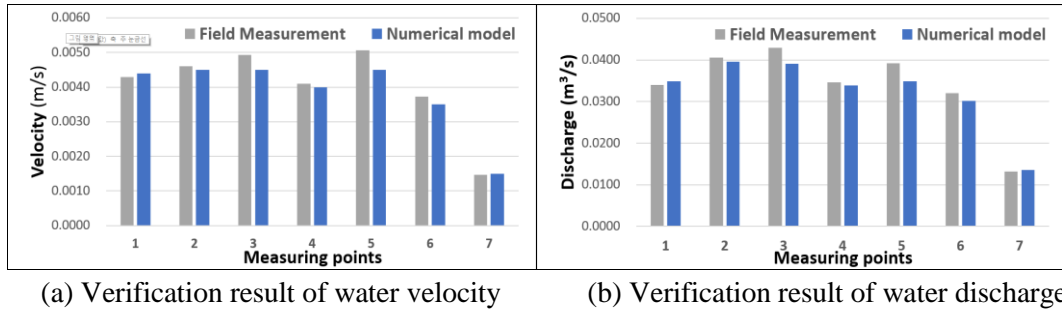 0.0060
0.0050
0.0040
0.0030
0.0020
0.0010
0.0000
Velocity (m/s)
Field Measurement Numerical model
1 2 3 4 5 6 7
Measuring points
0.0500
0.0400
0.0300
0.0200
0.0100
0.0000
Discharge (m³/s)
Field Measurement Numerical model
1 2 3 4 5 6 7
Measuring points
(a) Verification result of water velocity
(b) Verification result of water discharge